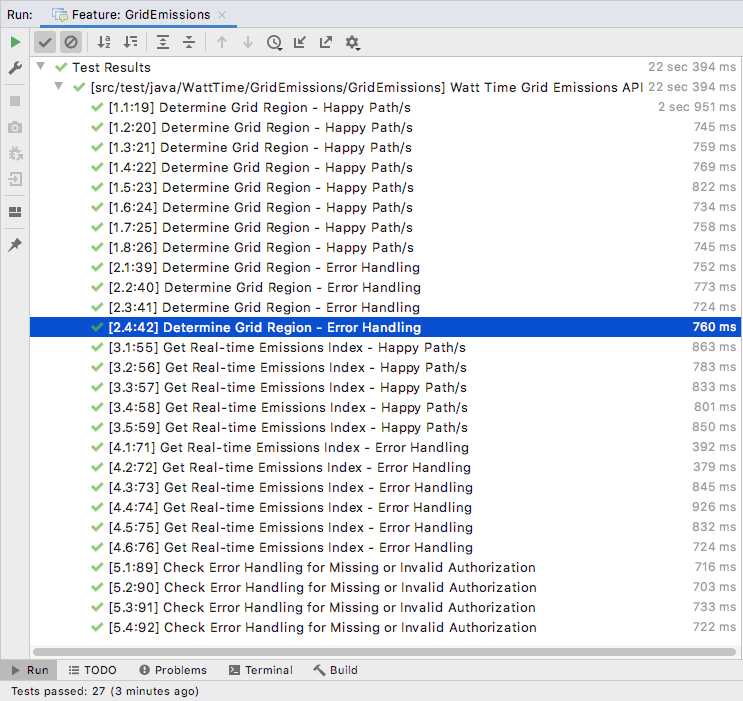 Run: Feature: GridEmissions
Test Results 22 sec 394 ms
[src/test/java/WattTime/GridEmissions/GridEmissions] Watt Time Grid Emissions API 22 sec 394 ms
[1.1:19] Determine Grid Region - Happy Path/s 2 sec 951 ms
[1.2:20] Determine Grid Region - Happy Path/s 745 ms
[1.3:21] Determine Grid Region - Happy Path/s 759 ms
[1.4:22] Determine Grid Region - Happy Path/s 769 ms
[1.5:23] Determine Grid Region - Happy Path/s 822 ms
[1.6:24] Determine Grid Region - Happy Path/s 734 ms
[1.7:25] Determine Grid Region - Happy Path/s 758 ms
[1.8:26] Determine Grid Region - Happy Path/s 745 ms
[2.1:39] Determine Grid Region - Error Handling 752 ms
[2.2:40] Determine Grid Region - Error Handling 773 ms
[2.3:41] Determine Grid Region - Error Handling 724 ms
[2.4:42] Determine Grid Region - Error Handling 760 ms
[3.1:55] Get Real-time Emissions Index - Happy Path/s 863 ms
[3.2:56] Get Real-time Emissions Index - Happy Path/s 783 ms
[3.3:57] Get Real-time Emissions Index - Happy Path/s 833 ms
[3.4:58] Get Real-time Emissions Index - Happy Path/s 801 ms
[3.5:59] Get Real-time Emissions Index - Happy Path/s 850 ms
[4.1:71] Get Real-time Emissions Index - Error Handling 392 ms
[4.2:72] Get Real-time Emissions Index - Error Handling 379 ms
[4.3:73] Get Real-time Emissions Index - Error Handling 845 ms
[4.4:74] Get Real-time Emissions Index - Error Handling 926 ms
[4.5:75] Get Real-time Emissions Index - Error Handling 832 ms
[4.6:76] Get Real-time Emissions Index - Error Handling 724 ms
[5.1:89] Check Error Handling for Missing or Invalid Authorization 716 ms
[5.2:90] Check Error Handling for Missing or Invalid Authorization 703 ms
[5.3:91] Check Error Handling for Missing or Invalid Authorization 733 ms
[5.4:92] Check Error Handling for Missing or Invalid Authorization 722 ms
Run TODO Problems Terminal Build
Tests passed: 27 (3 minutes ago)